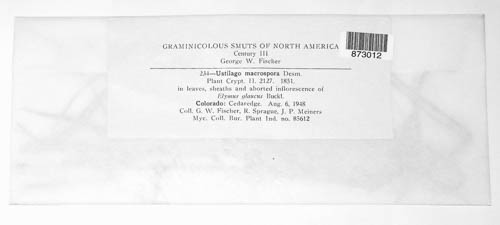 GRAMINICOLOUS SMUTS OF NORTH AMERICA
Century III
George W. Fischer
873012
234—Ustilago macrospora Desm.
Plant Crypt. II. 2127. 1851.
in leaves, sheaths and aborted inflorescence of
Elymus glaucus Buckl.
Colorado: Cedaredge. Aug. 6, 1948
Coll. G. W. Fischer, R. Sprague, J. P. Meiners
Myc. Coll. Bur. Plant Ind. no. 85612